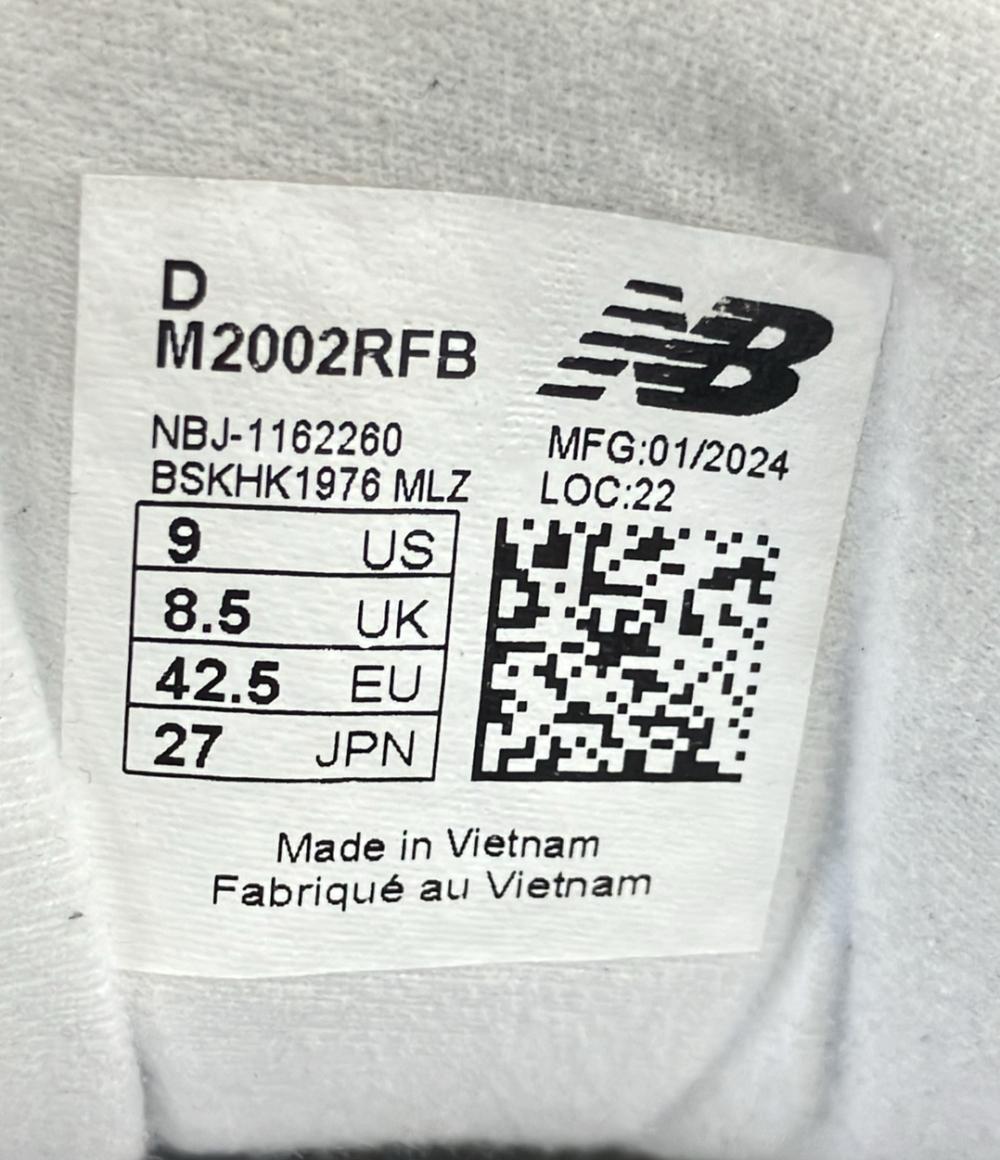 D
M2002RFB
NB
NBJ-1162260
BSKHK1976 MLZ
MFG:01/2024
LOC:22
9 US
8.5 UK
42.5 EU
27 JPN
Made in Vietnam
Fabriqué au Vietnam